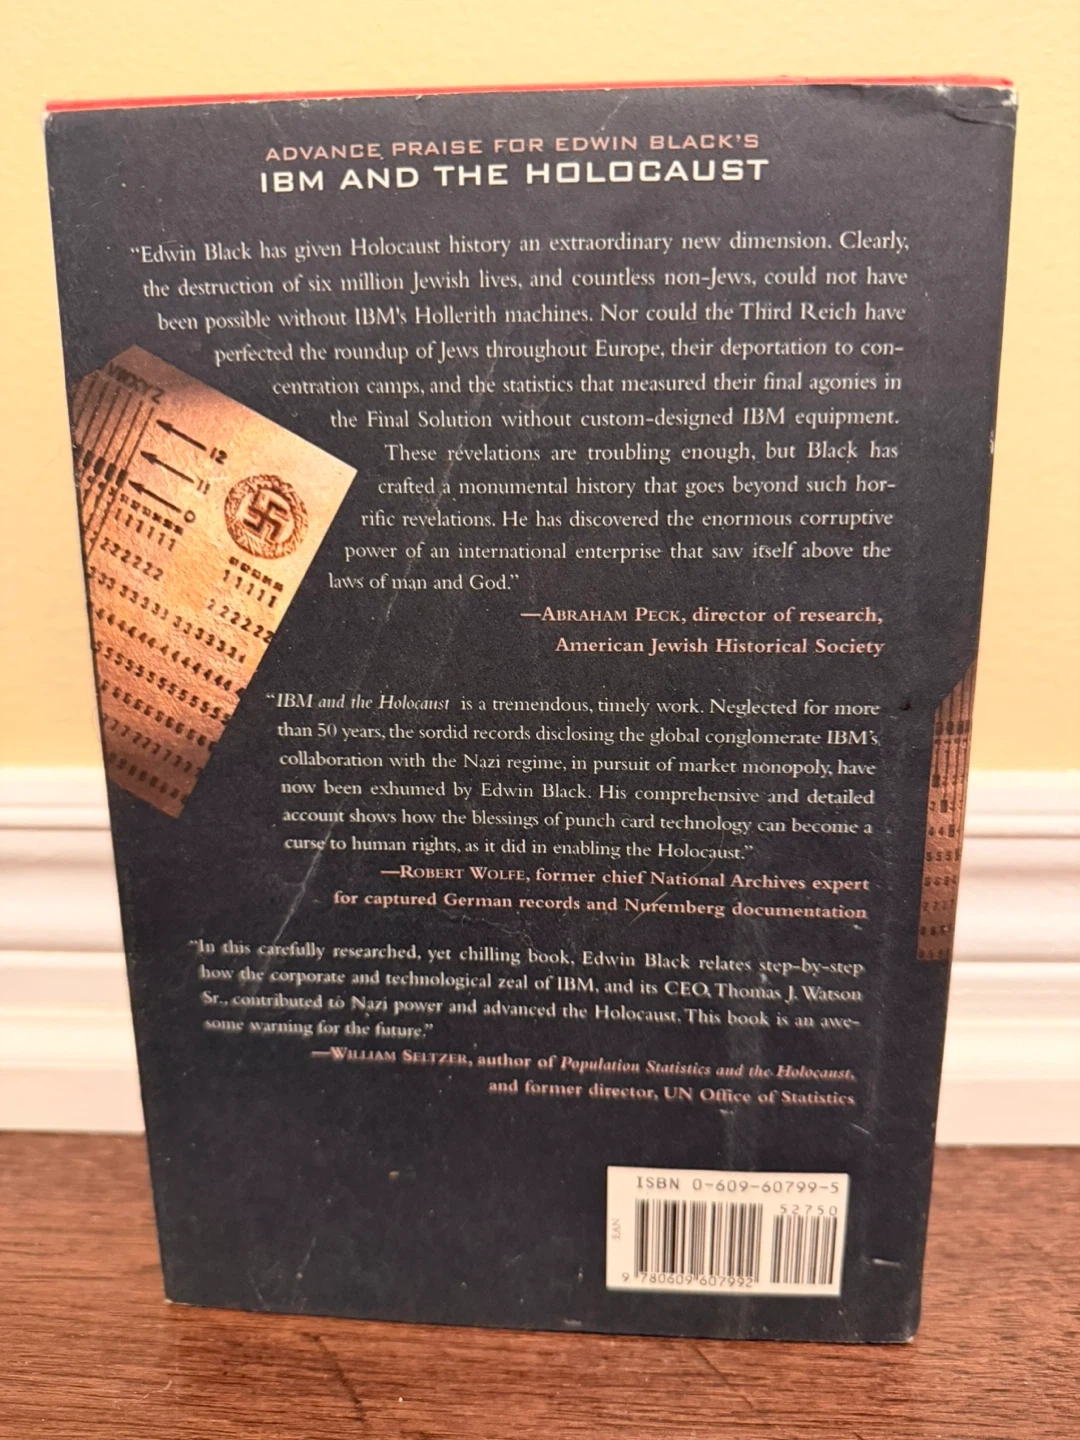 ADVANCE PRAISE FOR EDWIN BLACK'S
IBM AND THE HOLOCAUST
“Edwin Black has given Holocaust history an extraordinary new dimension. Clearly,
the destruction of six million Jewish lives, and countless non-Jews, could not have
been possible without IBM's Hollerith machines. Nor could the Third Reich have
perfected the roundup of Jews throughout Europe, their deportation to con-
centration camps, and the statistics that measured their final agonies in
the Final Solution without custom-designed IBM equipment.
These revelations are troubling enough, but Black has
crafted a monumental history that goes beyond such hor-
rific revelations. He has discovered the enormous corruptive
power of an international enterprise that saw itself above the
laws of man and God.”
—ABRAHAM PECK, director of research,
American Jewish Historical Society
12
11
0
11111
11111
222222
22222
“IBM and the Holocaust is a tremendous, timely work. Neglected for more
than 50 years, the sordid records disclosing the global conglomerate IBM's
collaboration with the Nazi regime, in pursuit of market monopoly, have
now been exhumed by Edwin Black. His comprehensive and detailed
account shows how the blessings of punch card technology can become a
curse to human rights, as it did in enabling the Holocaust.”
—ROBERT WOLFE, former chief National Archives expert
for captured German records and Nuremberg documentation
“In this carefully researched, yet chilling book, Edwin Black relates step-by-step
how the corporate and technological zeal of IBM, and its CEO, Thomas J. Watson
Sr., contributed to Nazi power and advanced the Holocaust. This book is an awe-
some warning for the future.”
—WILLIAM SELTZER, author of Population Statistics and the Holocaust,
and former director, UN Office of Statistics
ISBN 0-609-60799-5
52750
EAN
9 780609 607992